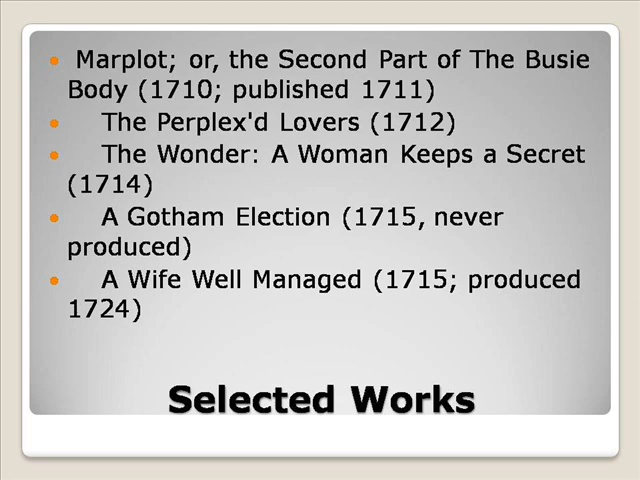 • Marplot; or, the Second Part of The Busie
Body (1710; published 1711)
• The Perplex'd Lovers (1712)
• The Wonder: A Woman Keeps a Secret
(1714)
• A Gotham Election (1715, never
produced)
• A Wife Well Managed (1715; produced
1724)
Selected Works